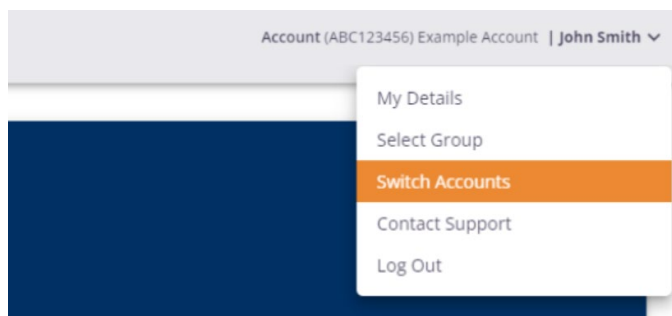 Account (ABC123456) Example Account | John Smith
My Details
Select Group
Switch Accounts
Contact Support
Log Out